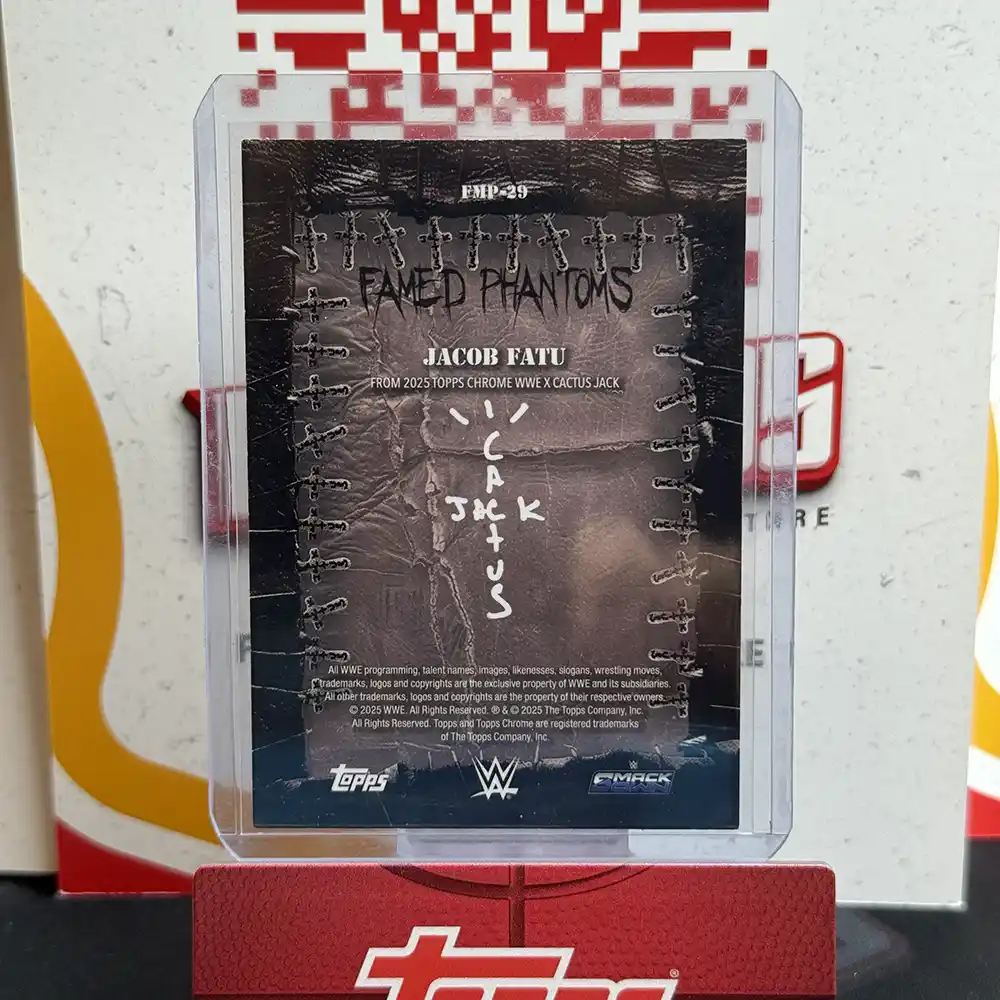 FMP-29
FAMED PHANTOMS
JACOB FATU
FROM 2025 TOPPS CHROME WWE X CACTUS JACK
CACTUS
JACK
All WWE programming, talent names, images, likenesses, slogans, wrestling moves,
trademarks, logos and copyrights are the exclusive property of WWE and its subsidiaries.
All other trademarks, logos and copyrights are the property of their respective owners.
© 2025 WWE. All Rights Reserved. ® & © 2025 The Topps Company, Inc.
All Rights Reserved. Topps and Topps Chrome are registered trademarks
of The Topps Company, Inc.
Topps
W
SMACK
DOWN
Topps®